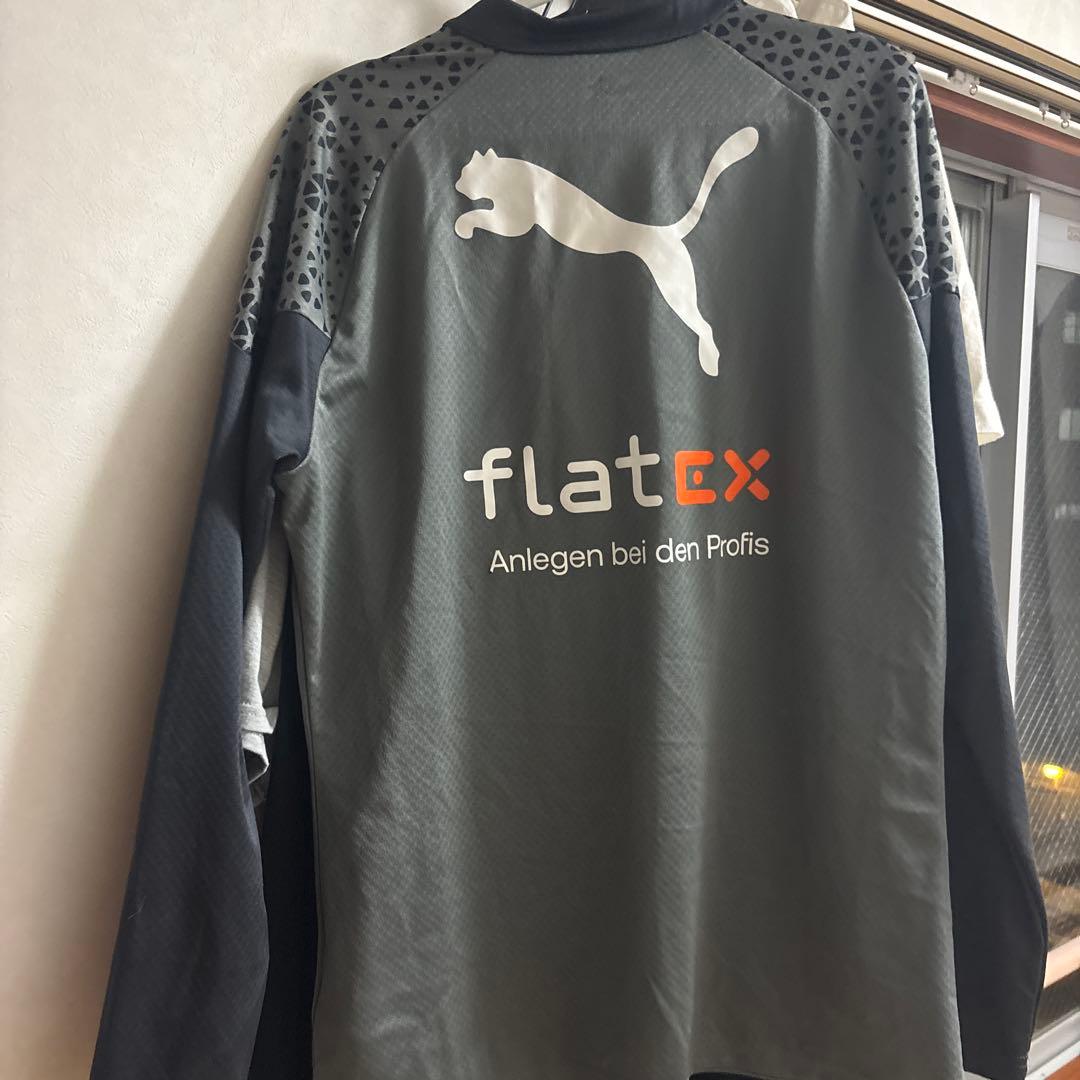 flatex
Anlegen bei den Profis